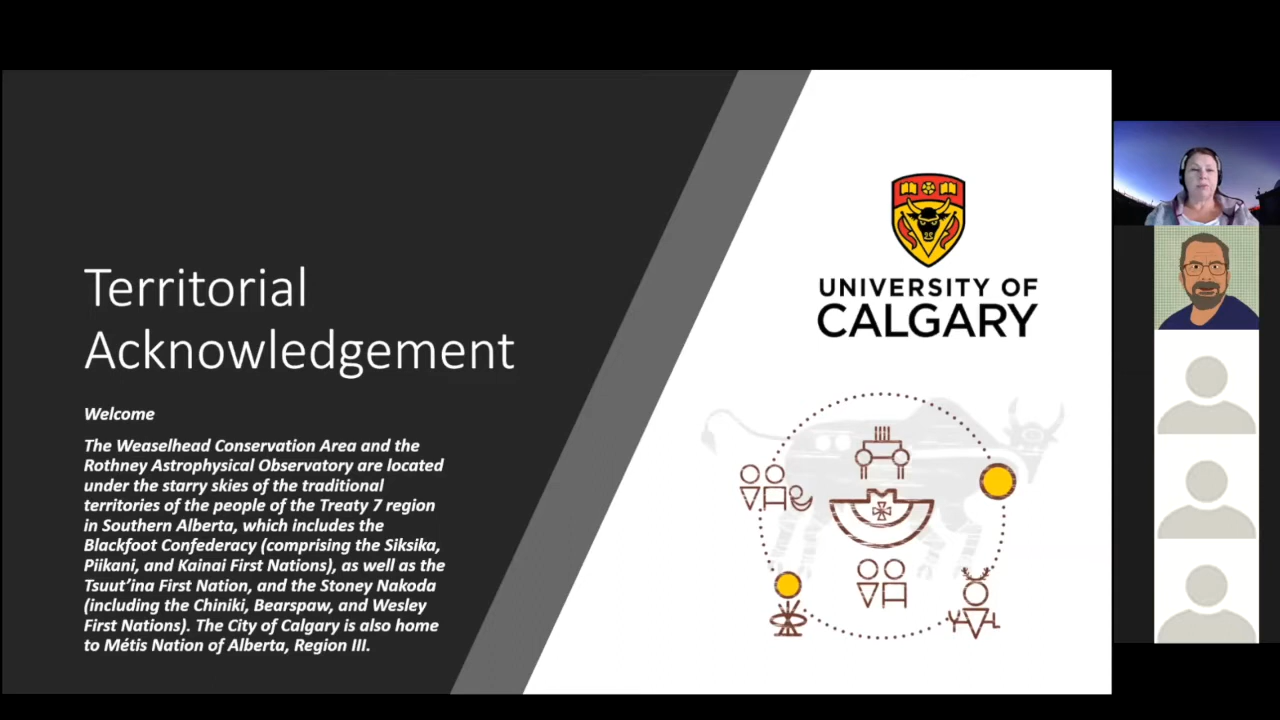 Territorial
Acknowledgement
Welcome
The Weaselhead Conservation Area and the
Rothney Astrophysical Observatory are located
under the starry skies of the traditional
territories of the people of the Treaty 7 region
in Southern Alberta, which includes the
Blackfoot Confederacy (comprising the Siksika,
Piikani, and Kainai First Nations), as well as the
Tsuut’ina First Nation, and the Stoney Nakoda
(including the Chiniki, Bearspaw, and Wesley
First Nations). The City of Calgary is also home
to Métis Nation of Alberta, Region III.
UNIVERSITY OF
CALGARY